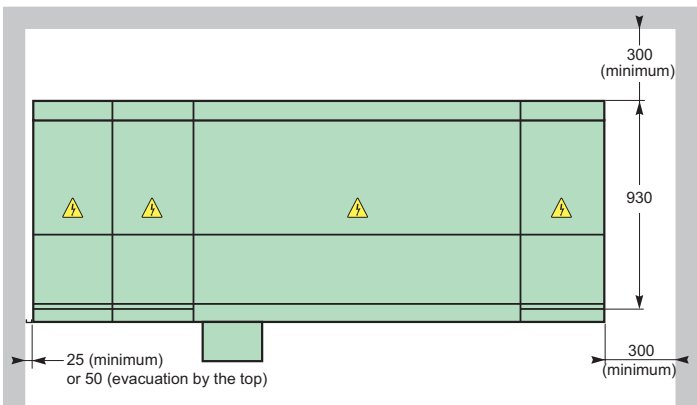 300
(minimum)
930
25 (minimum)
or 50 (evacuation by the top)
300
(minimum)